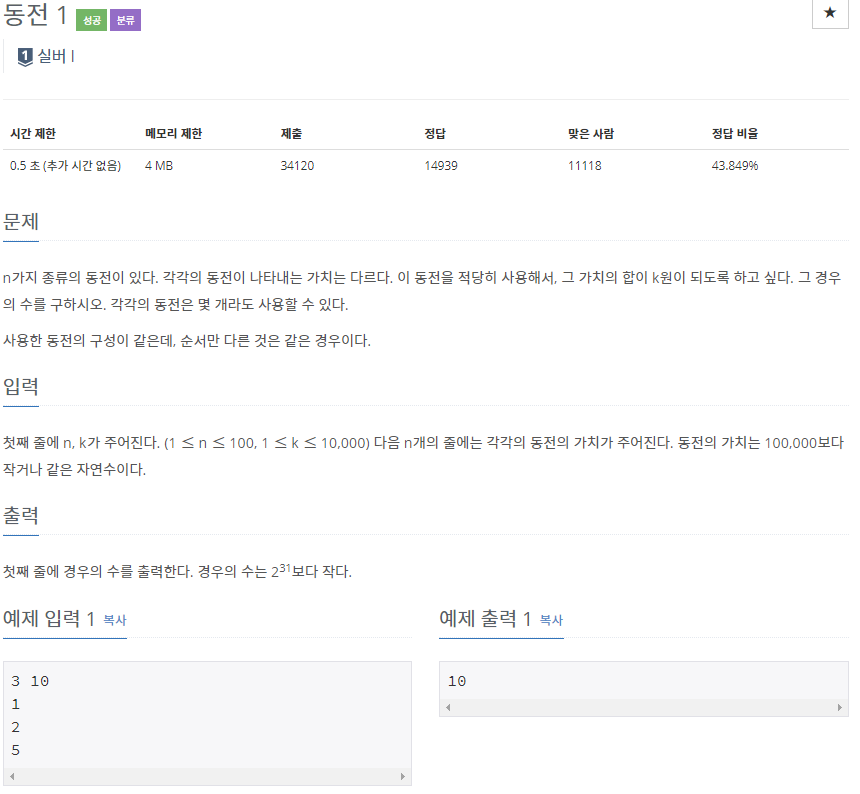 동전 1 성공 분류
★
1 실버 I
시간 제한 메모리 제한 제출 정답 맞은 사람 정답 비율
0.5 초 (추가 시간 없음) 4 MB 34120 14939 11118 43.849%
문제
n가지 종류의 동전이 있다. 각각의 동전이 나타내는 가치는 다르다. 이 동전을 적당히 사용해서, 그 가치의 합이 k원이 되도록 하고 싶다. 그 경우
의 수를 구하시오. 각각의 동전은 몇 개라도 사용할 수 있다.
사용한 동전의 구성이 같은데, 순서만 다른 것은 같은 경우이다.
입력
첫째 줄에 n, k가 주어진다. (1 ≤ n ≤ 100, 1 ≤ k ≤ 10,000) 다음 n개의 줄에는 각각의 동전의 가치가 주어진다. 동전의 가치는 100,000보다
작거나 같은 자연수이다.
출력
첫째 줄에 경우의 수를 출력한다. 경우의 수는 2³¹보다 작다.
예제 입력 1 복사
3 10
1
2
5
예제 출력 1 복사
10